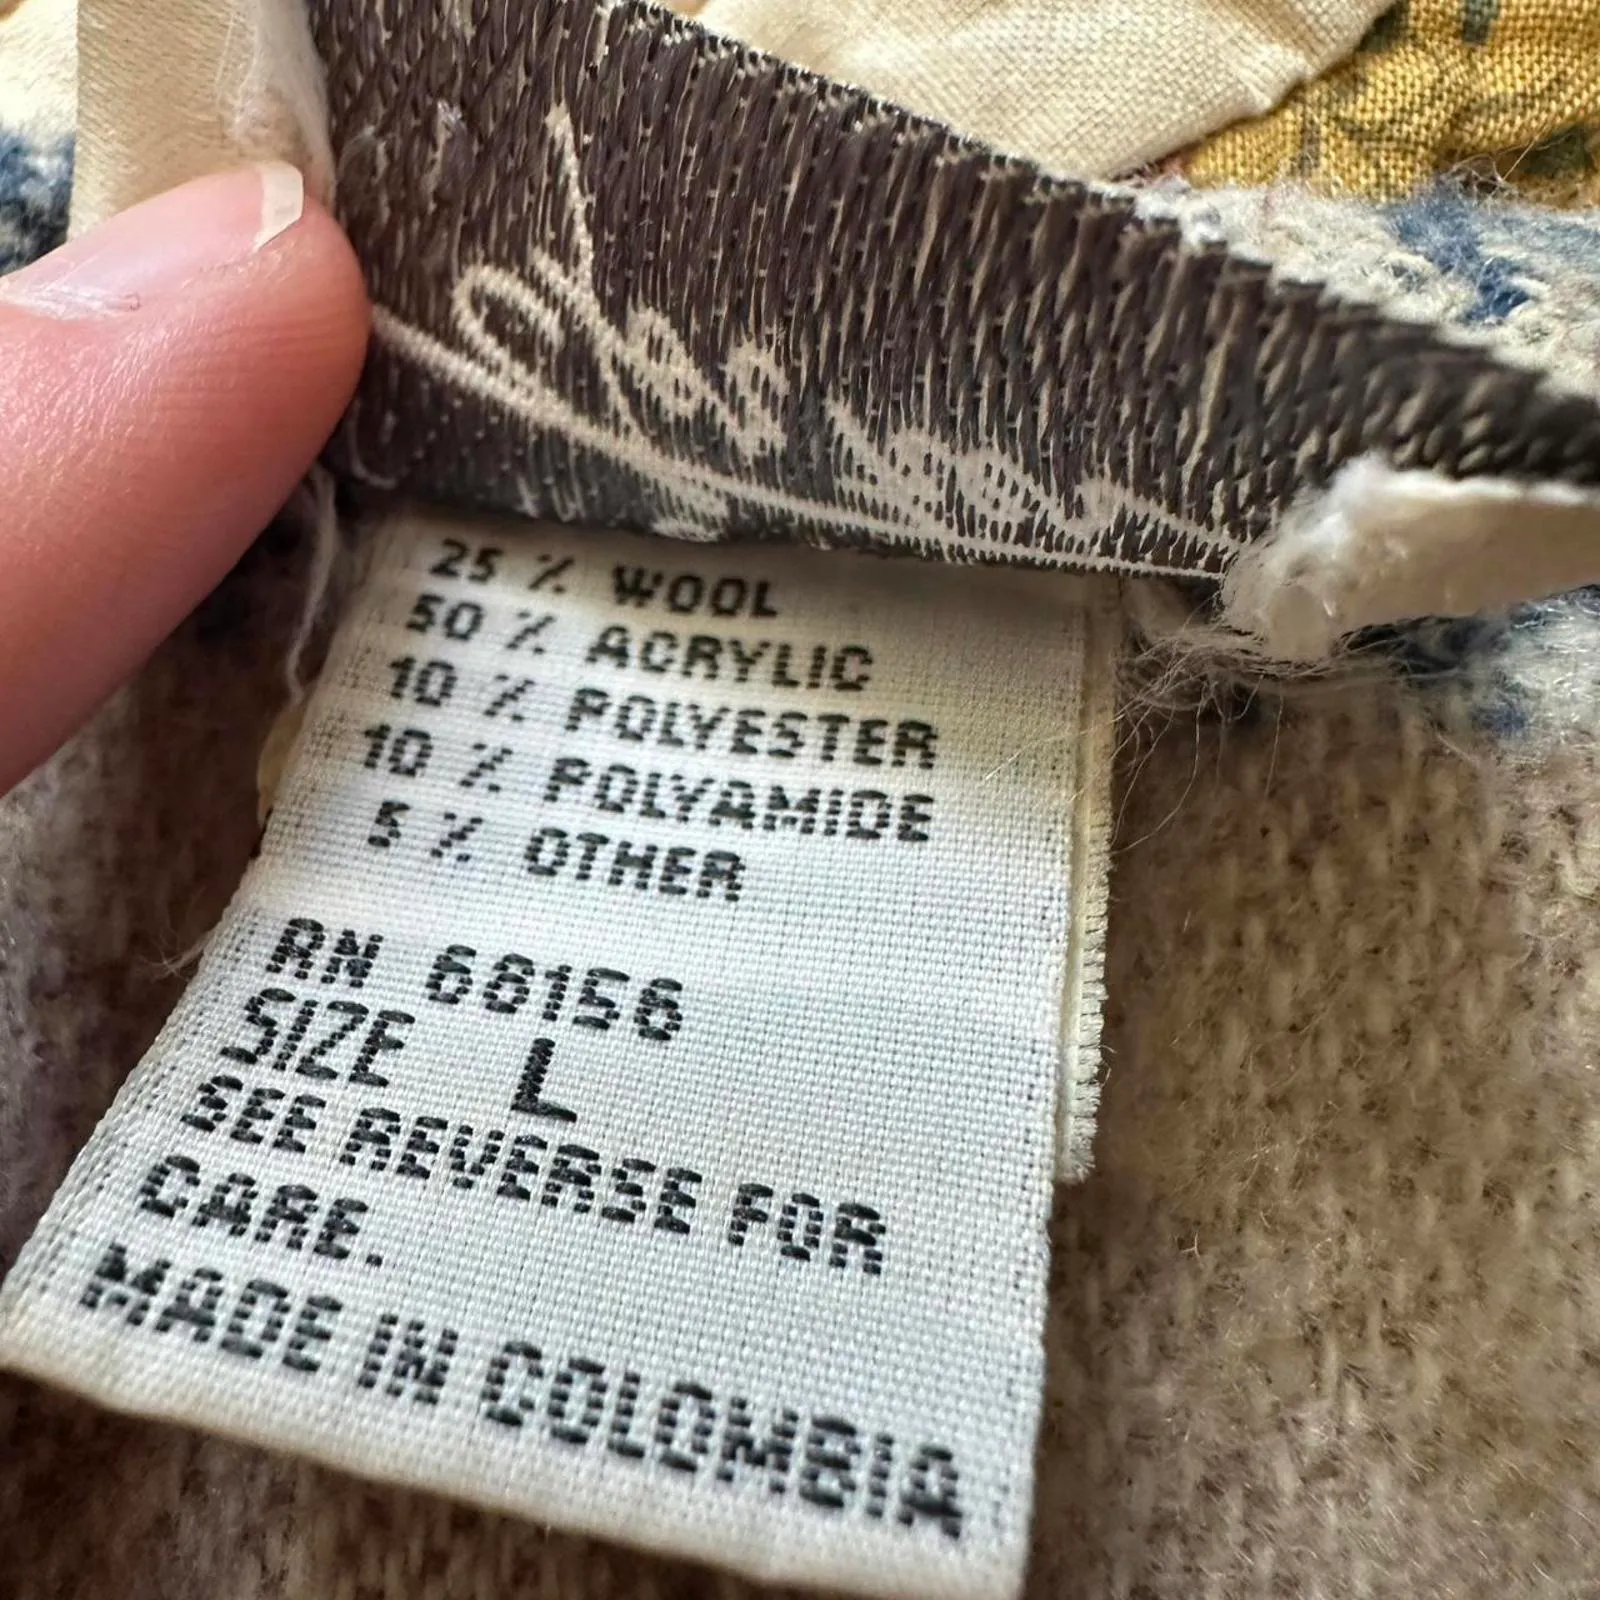 25 % WOOL
50 % ACRYLIC
10 % POLYESTER
10 % POLYAMIDE
5 % OTHER
RN 66156
SIZE L
SEE REVERSE FOR
CARE.
MADE IN COLOMBIA